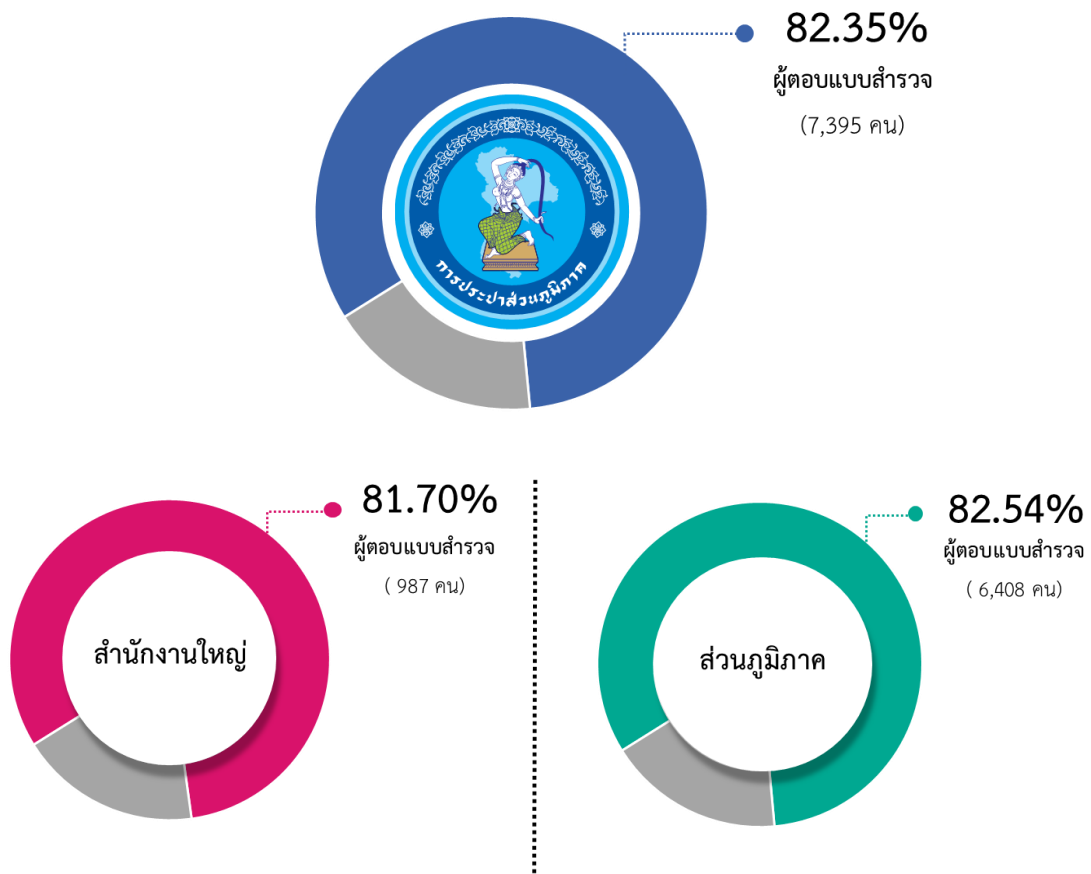 82.35%
ผู้ตอบแบบสำรวจ
(7,395 คน)
การประปาส่วนภูมิภาค
81.70%
ผู้ตอบแบบสำรวจ
( 987 คน)
สำนักงานใหญ่
82.54%
ผู้ตอบแบบสำรวจ
( 6,408 คน)
ส่วนภูมิภาค